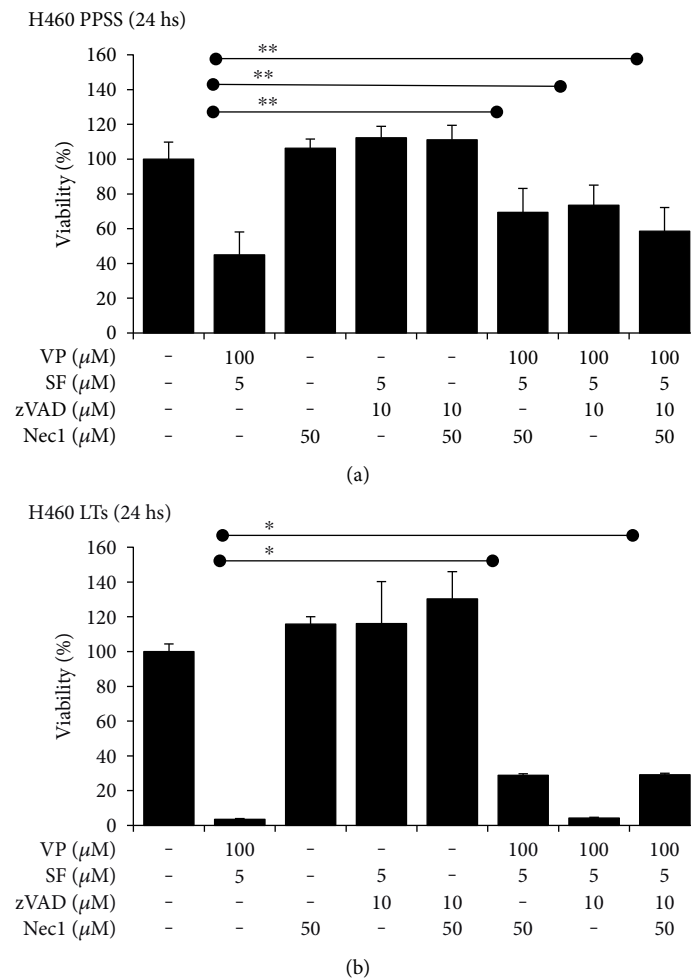 H460 PPSS (24 hs)
**
**
**
160
140
120
100
80
60
40
20
0
Viability (%)
VP (μM) – 100 – – – 100 100 100
SF (μM) – 5 – 5 – 5 5 5
zVAD (μM) – – – 10 10 – 10 10
Nec1 (μM) – – 50 – 50 50 – 50
(a)
H460 LTs (24 hs)
*
*
160
140
120
100
80
60
40
20
0
Viability (%)
VP (μM) – 100 – – – 100 100 100
SF (μM) – 5 – 5 – 5 5 5
zVAD (μM) – – – 10 10 – 10 10
Nec1 (μM) – – 50 – 50 50 – 50
(b)